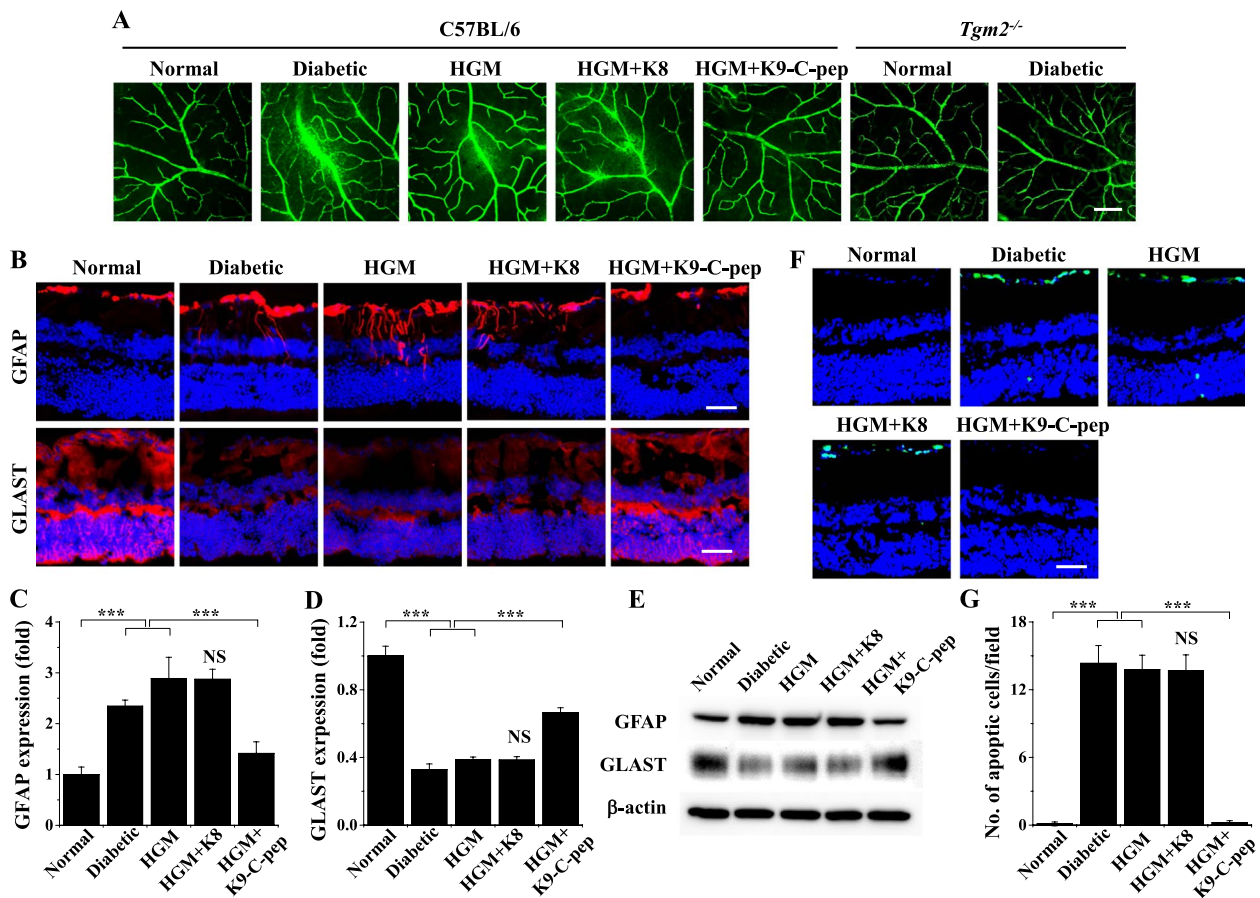 A
C57BL/6
Tgm2-/-
Normal
Diabetic
HGM
HGM+K8
HGM+K9-C-pep
Normal
Diabetic
B
Normal
Diabetic
HGM
HGM+K8
HGM+K9-C-pep
GFAP
GLAST
F
Normal
Diabetic
HGM
HGM+K8
HGM+K9-C-pep
C
GFAP expression (fold)
4
3
2
1
0
***
***
NS
Normal
Diabetic
HGM
HGM+K8
HGM+
K9-C-pep
D
GLAST exrpession (fold)
1.2
0.8
0.4
0.0
***
***
NS
Normal
Diabetic
HGM
HGM+K8
HGM+
K9-C-pep
E
Normal
Diabetic
HGM
HGM+K8
HGM+
K9-C-pep
GFAP
GLAST
β-actin
G
No. of apoptic cells/field
18
12
6
0
***
***
NS
Normal
Diabetic
HGM
HGM+K8
HGM+
K9-C-pep